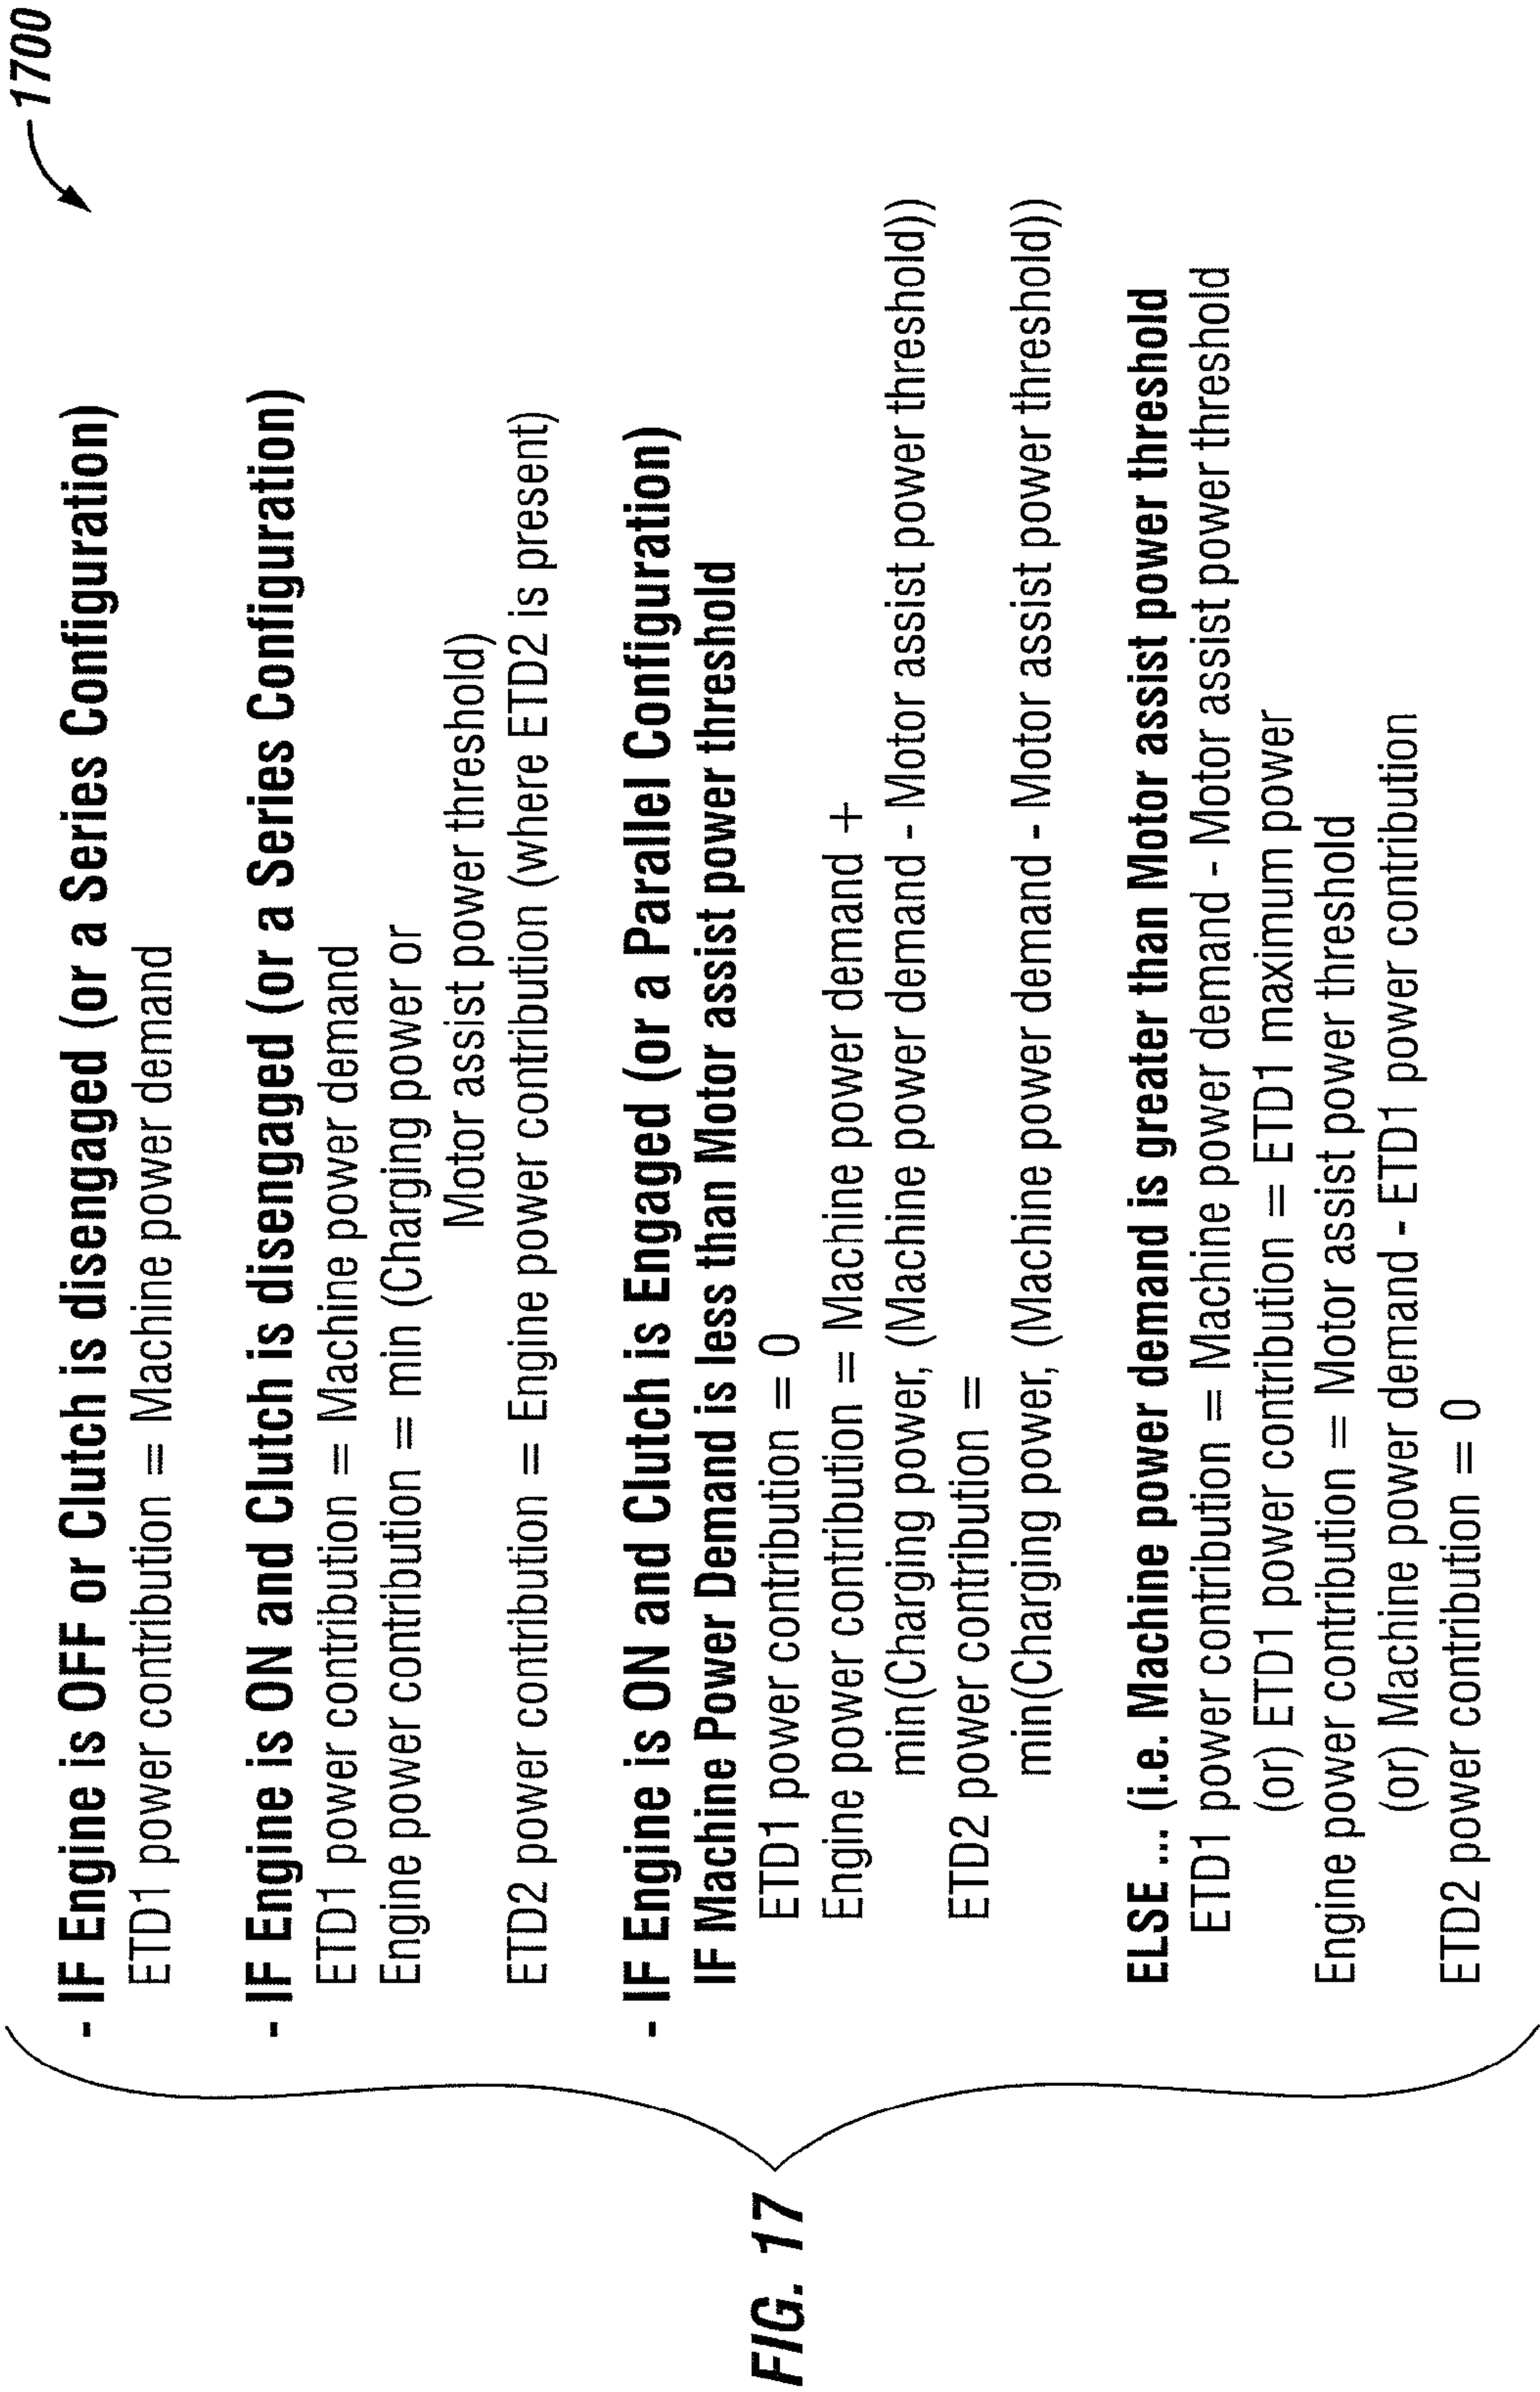 1700
- IF Engine is OFF or Clutch is disengaged (or a Series Configuration)
ETD1 power contribution = Machine power demand
- IF Engine is ON and Clutch is disengaged (or a Series Configuration)
ETD1 power contribution = Machine power demand
Engine power contribution = min (Charging power or
Motor assist power threshold)
ETD2 power contribution = Engine power contribution (where ETD2 is present)
- IF Engine is ON and Clutch is Engaged (or a Parallel Configuration)
IF Machine Power Demand is less than Motor assist power threshold
ETD1 power contribution = 0
Engine power contribution = Machine power demand +
min(Charging power, (Machine power demand - Motor assist power threshold))
ETD2 power contribution =
min(Charging power, (Machine power demand - Motor assist power threshold))
ELSE ... (i.e. Machine power demand is greater than Motor assist power threshold
ETD1 power contribution = Machine power demand - Motor assist power threshold
(or) ETD1 power contribution = ETD1 maximum power
Engine power contribution = Motor assist power threshold
(or) Machine power demand - ETD1 power contribution
ETD2 power contribution = 0
FIG. 17